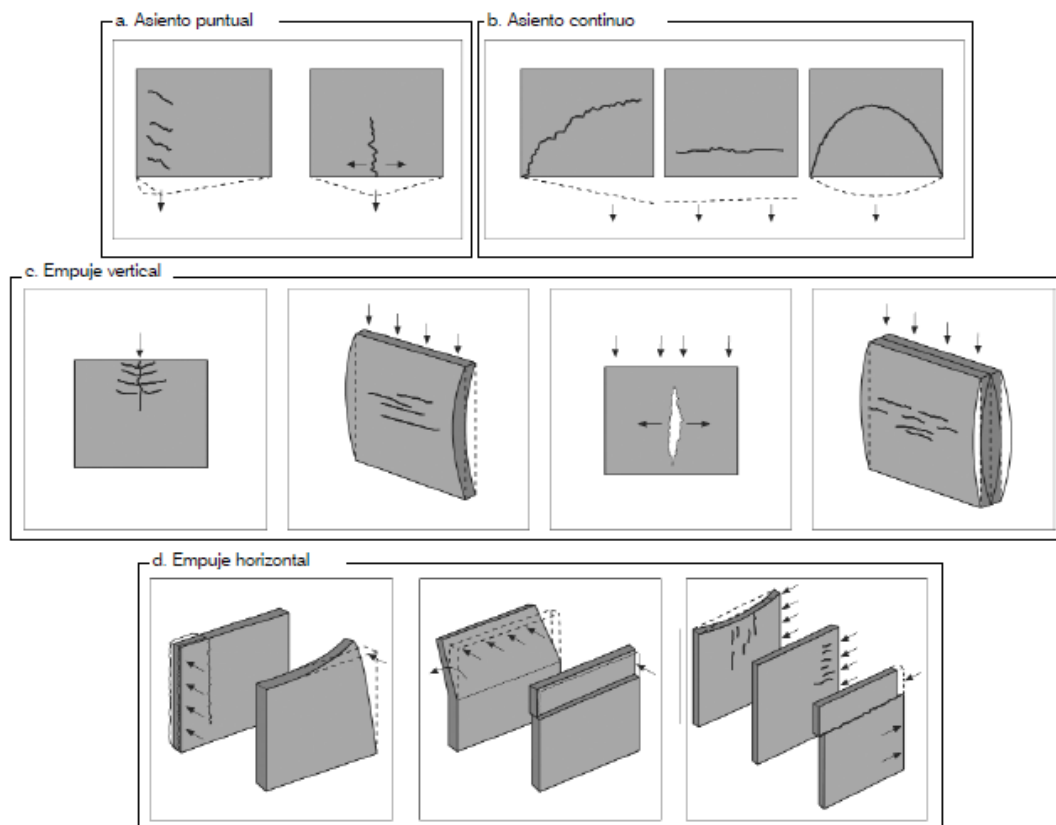 a. Asiento puntual
b. Asiento continuo
c. Empuje vertical
d. Empuje horizontal